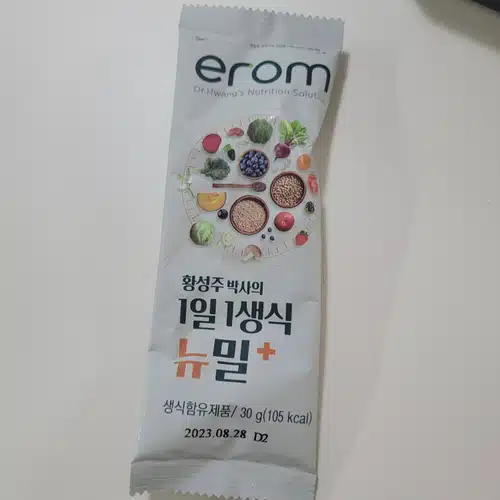 erom
Dr.Hwang's Nutrition Solution
황성주 박사의
1일 1생식
뉴밀+
생식함유제품/ 30 g(105 kcal)
2023.08.28 D2